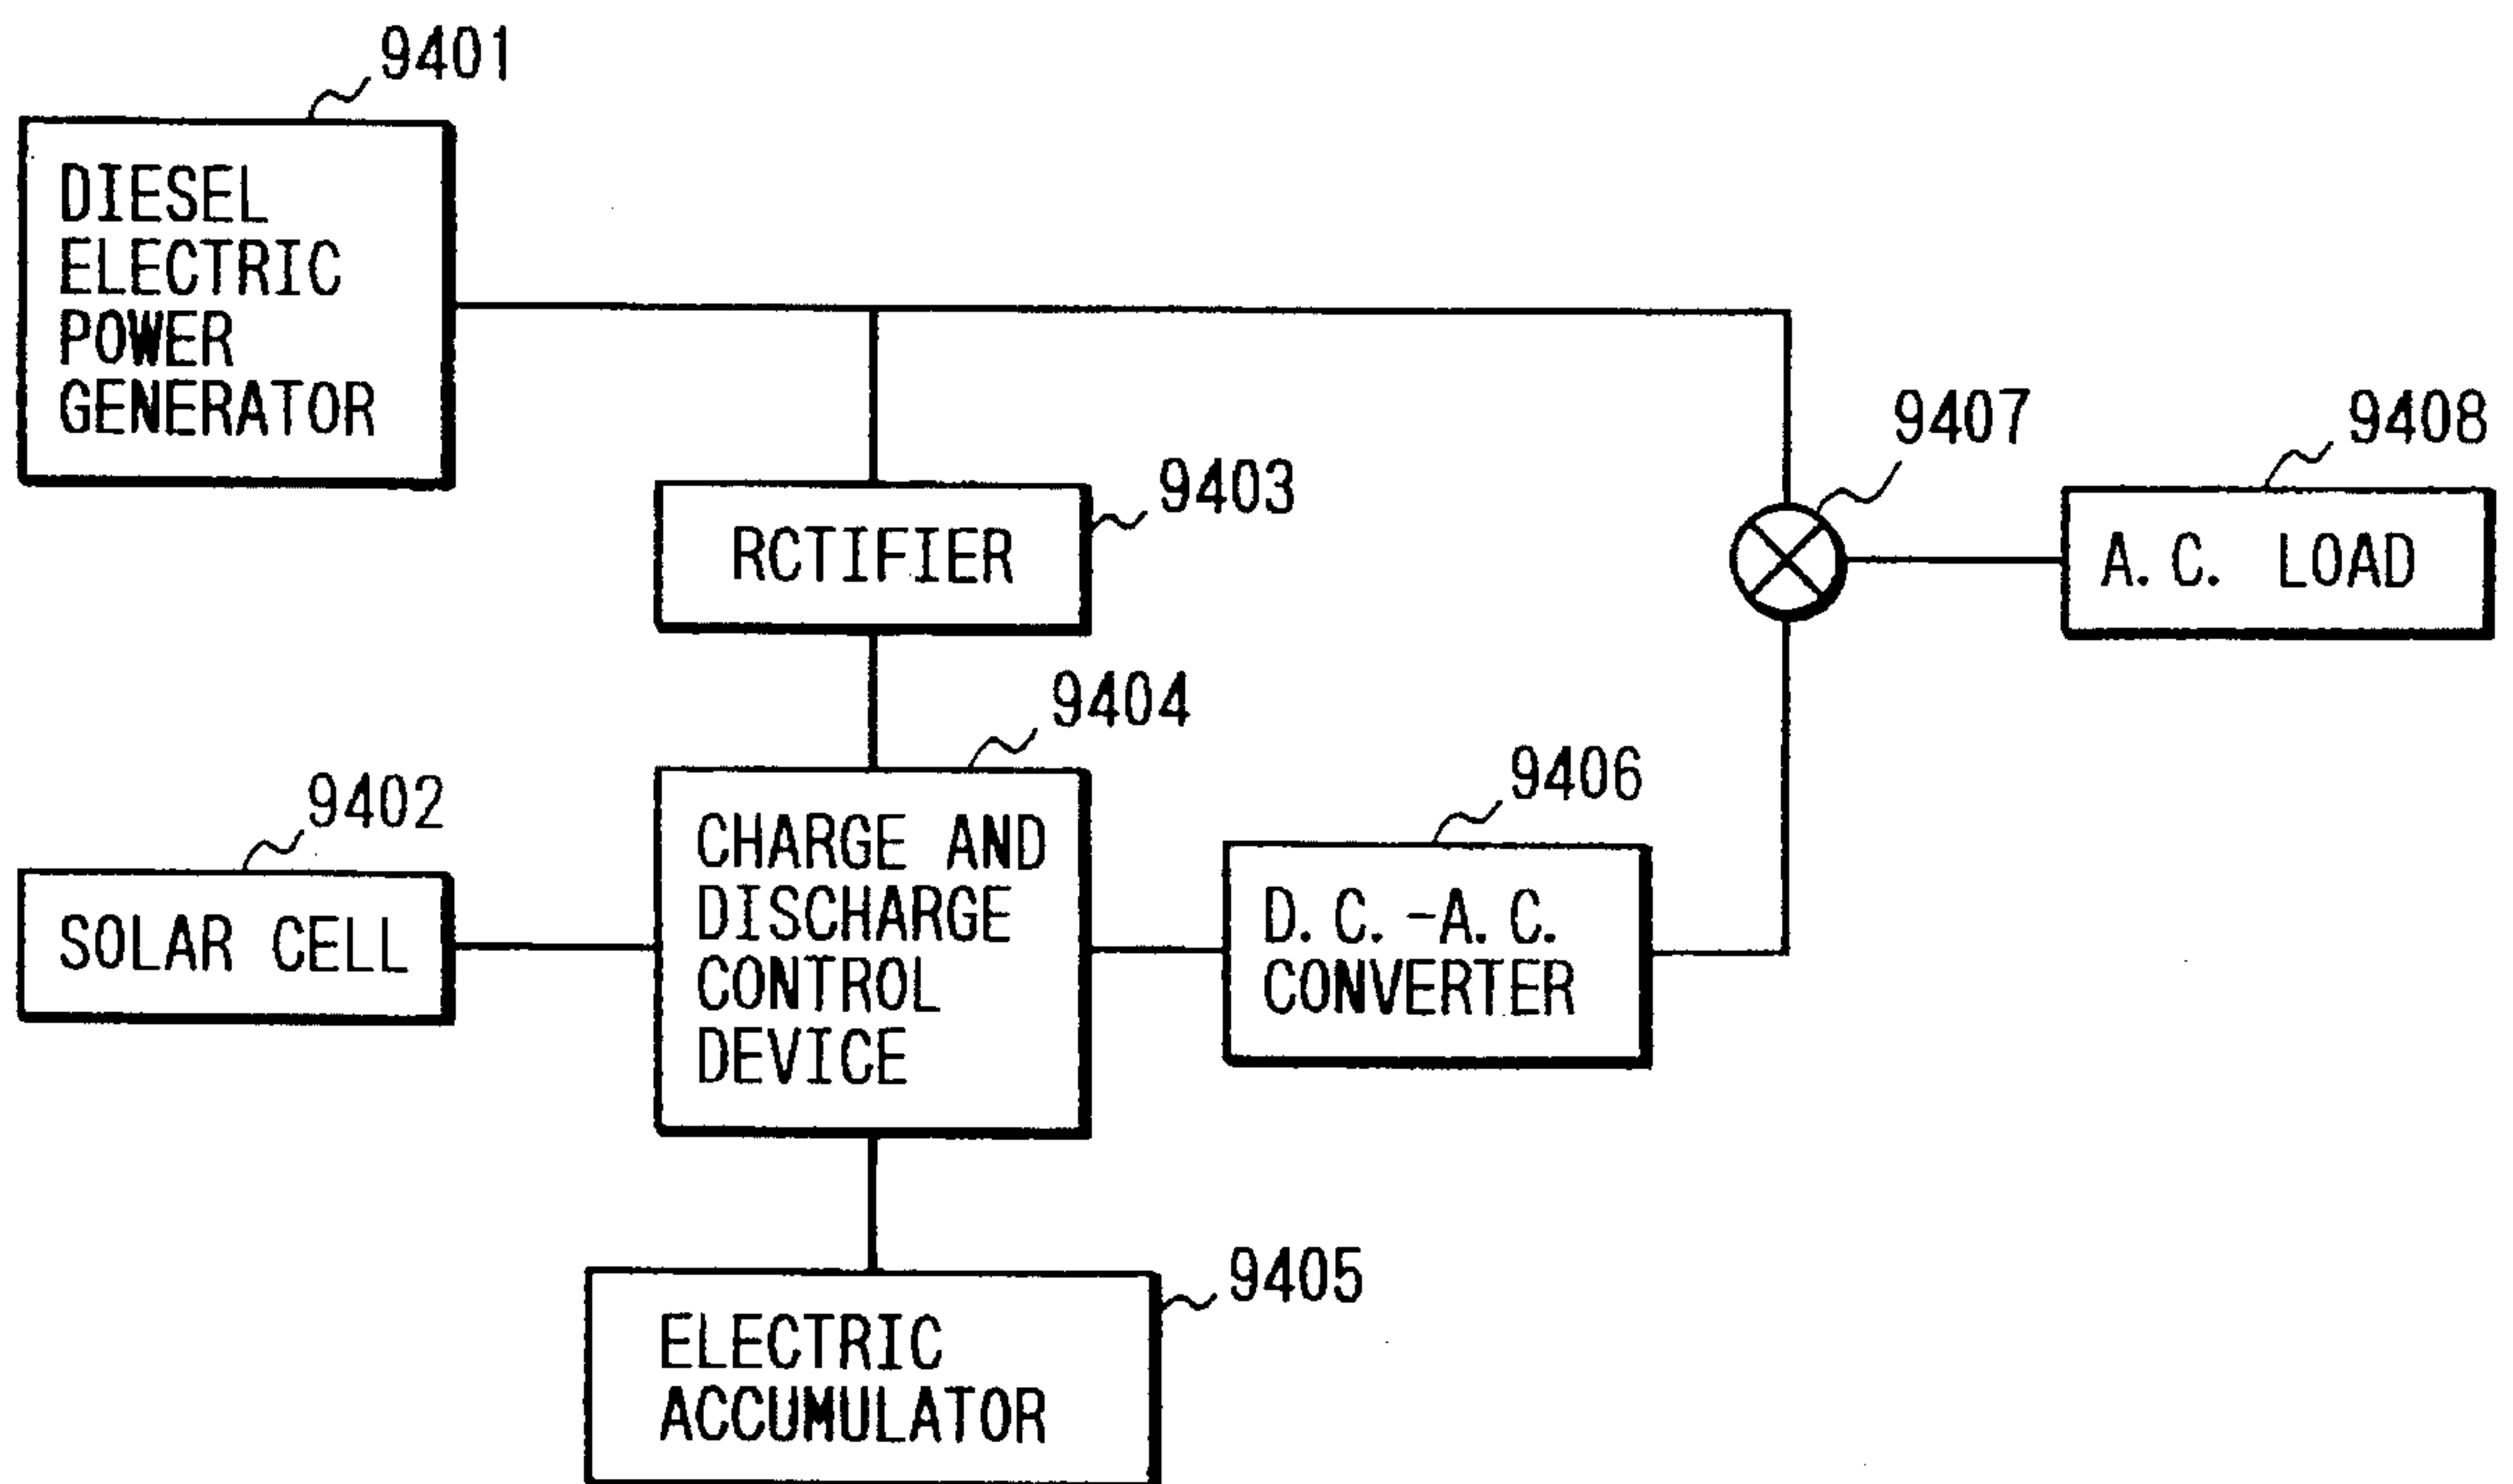 9401
DIESEL
ELECTRIC
POWER
GENERATOR
9403
RCTIFIER
9407
9408
A.C. LOAD
9404
CHARGE AND
DISCHARGE
CONTROL
DEVICE
9402
SOLAR CELL
9406
D.C.-A.C.
CONVERTER
9405
ELECTRIC
ACCUMULATOR